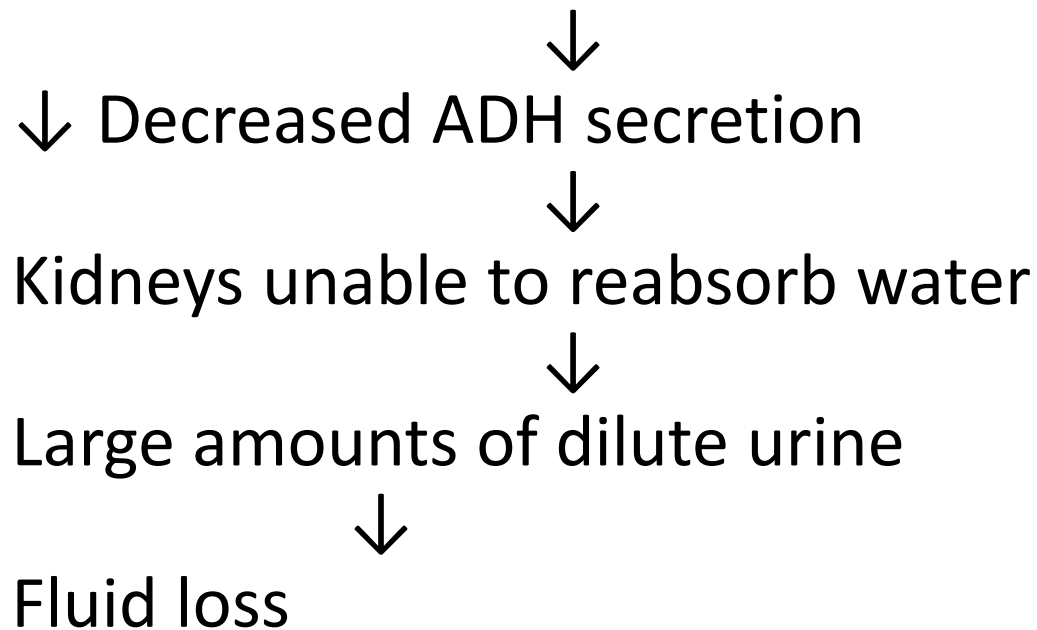 ↓
↓ Decreased ADH secretion
↓
Kidneys unable to reabsorb water
↓
Large amounts of dilute urine
↓
Fluid loss